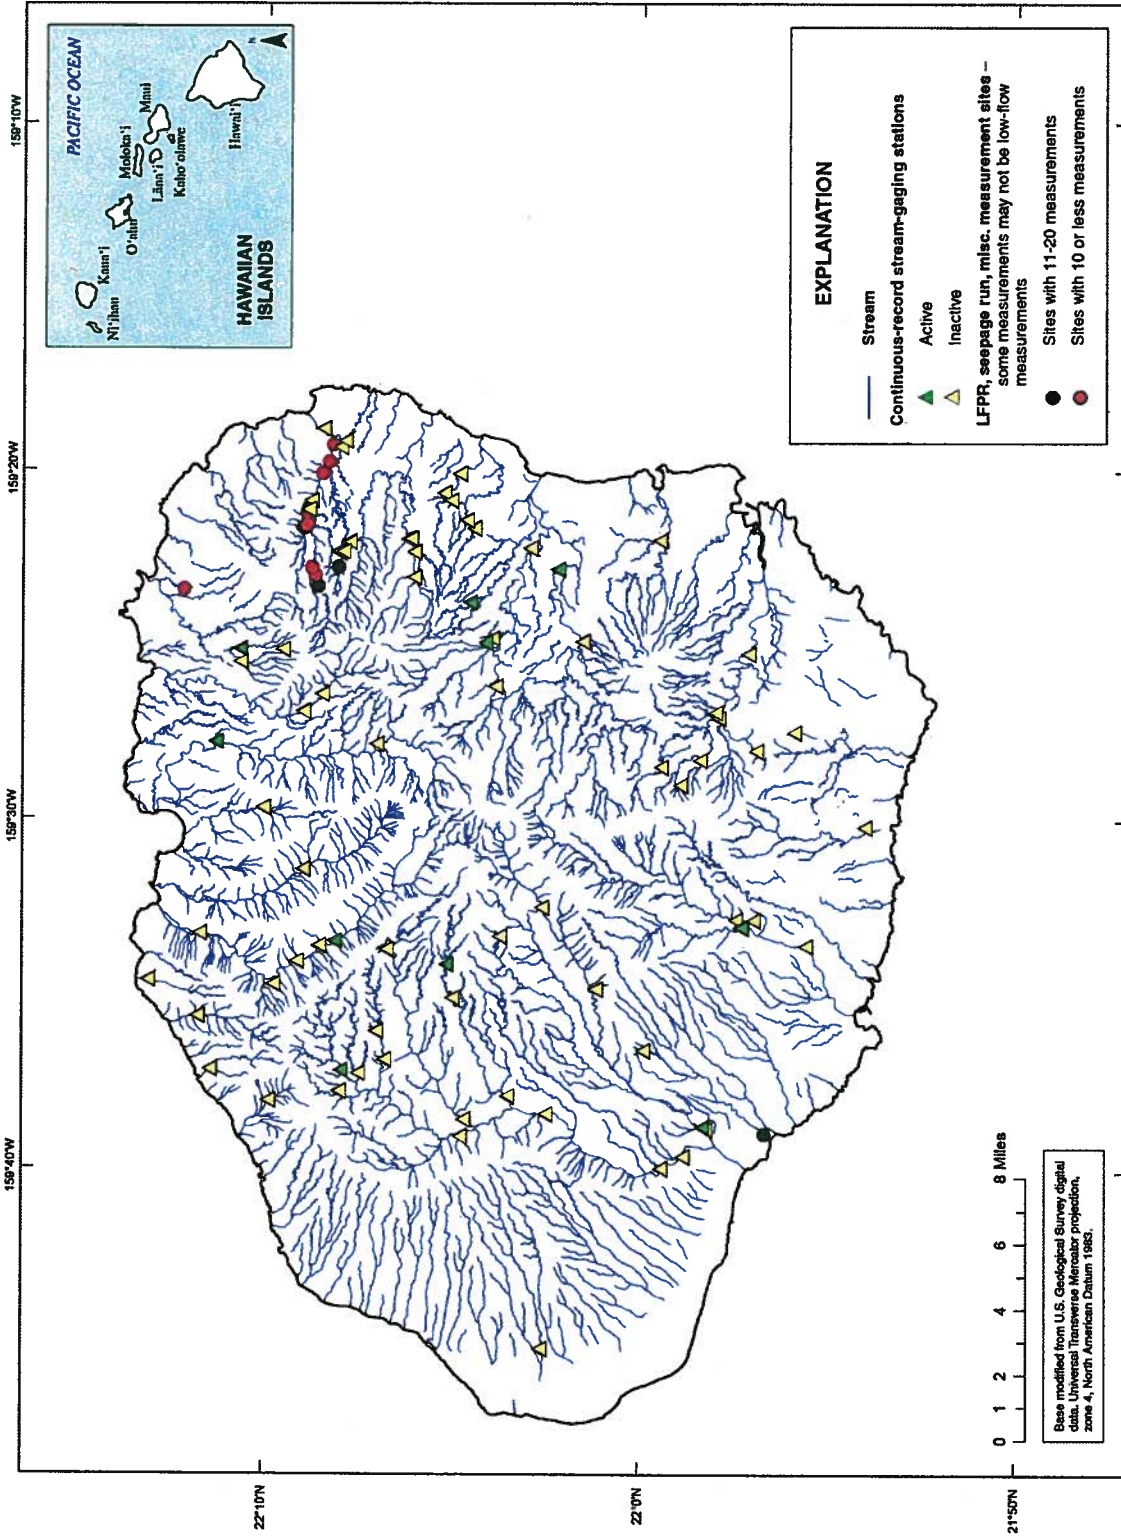 159°40'W
159°30'W
159°20'W
159°10'W
22°10'N
22°0'N
21°50'N
PACIFIC OCEAN
Ni'ihau
Kaua'i
O'ahu
Moloka'i
Lāna'i
Maui
Kaho'olawe
Hawai'i
HAWAIIAN
ISLANDS
N
0 1 2 4 6 8 Miles
Base modified from U.S. Geological Survey digital
data. Universal Transverse Mercator projection,
zone 4, North American Datum 1983.
EXPLANATION
Stream
Continuous-record stream-gaging stations
Active
Inactive
LFPR, seepage run, misc. measurement sites –
some measurements may not be low-flow
measurements
Sites with 11-20 measurements
Sites with 10 or less measurements